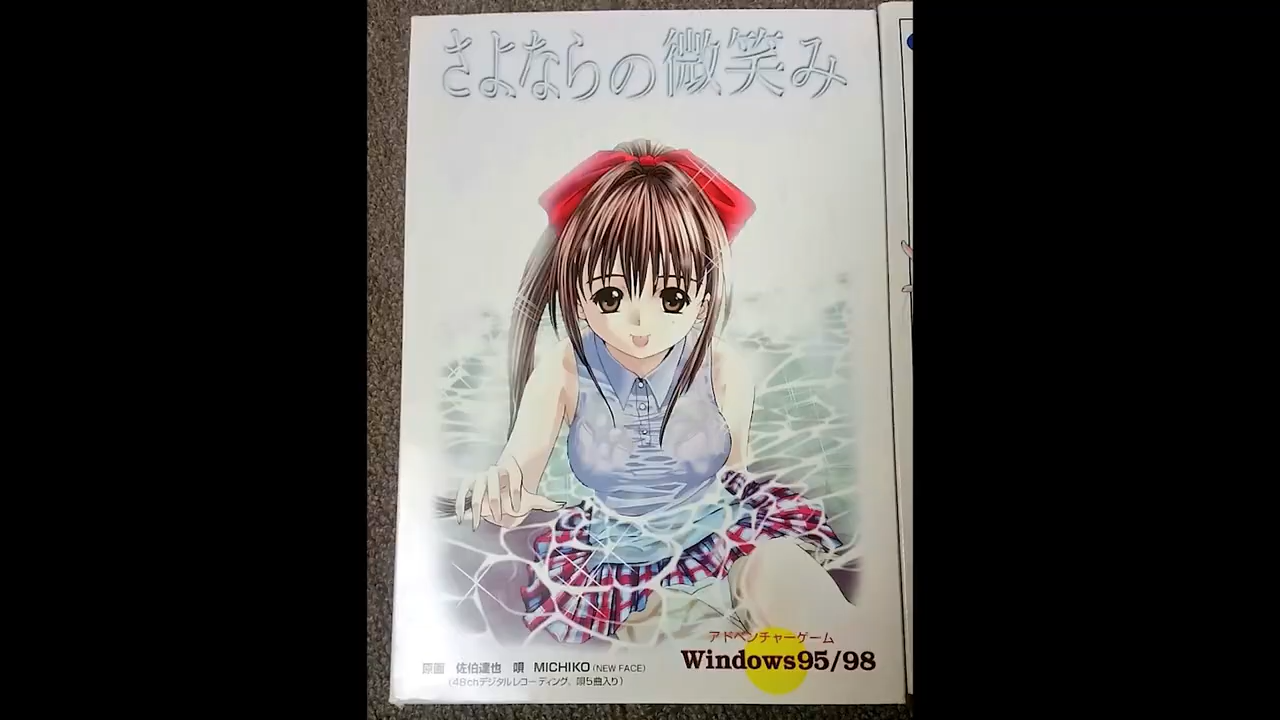 さよならの微笑み
アドベンチャーゲーム
Windows95/98
原画 佐伯達也 唄 MICHIKO (NEW FACE)
(48chデジタルレコーディング。唄5曲入り)